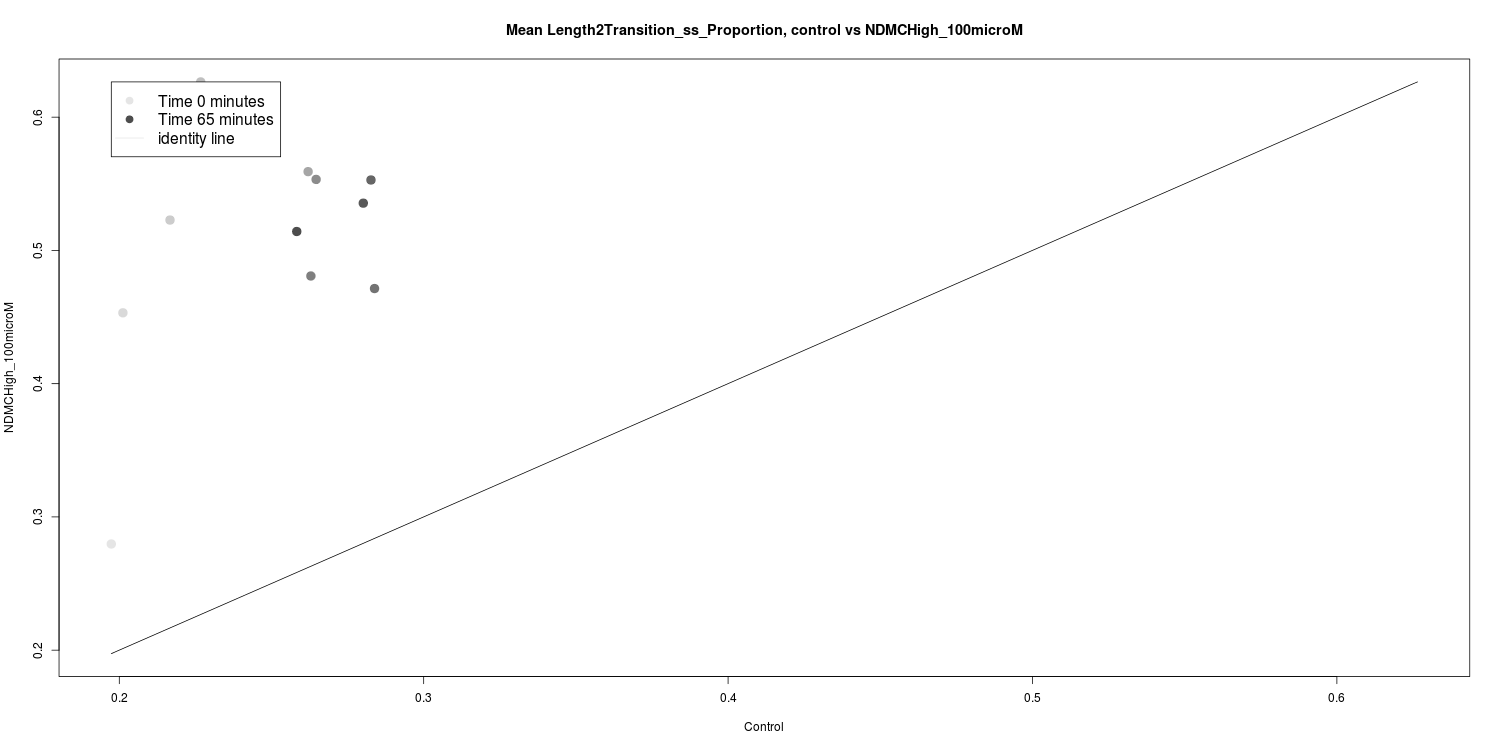 Mean Length2Transition_ss_Proportion, control vs NDMCHigh_100microM
Time 0 minutes
Time 65 minutes
identity line
NDMCHigh_100microM
0.6
0.5
0.4
0.3
0.2
0.2 0.3 0.4 0.5 0.6
Control